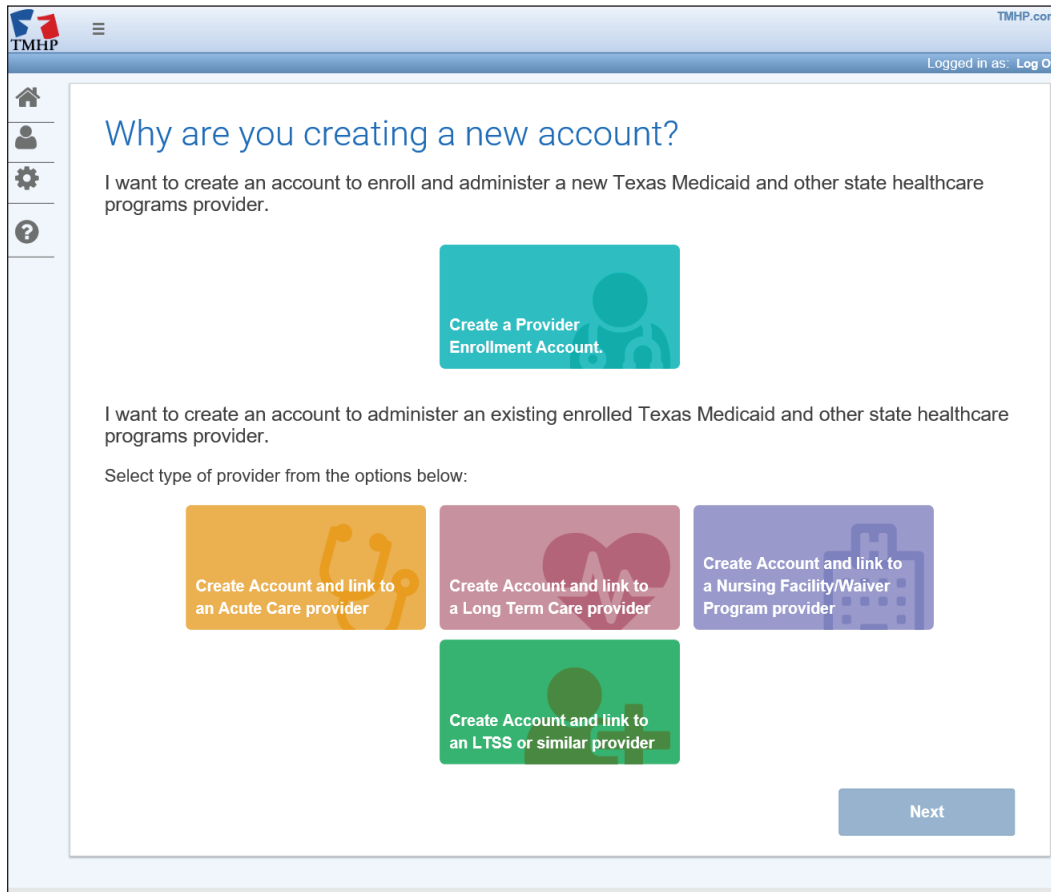 TMHP.com
TMHP
Logged in as: Log O
Why are you creating a new account?
I want to create an account to enroll and administer a new Texas Medicaid and other state healthcare
programs provider.
Create a Provider
Enrollment Account.
I want to create an account to administer an existing enrolled Texas Medicaid and other state healthcare
programs provider.
Select type of provider from the options below:
Create Account and link to
an Acute Care provider
Create Account and link to
a Long Term Care provider
Create Account and link to
a Nursing Facility/Waiver
Program provider
Create Account and link to
an LTSS or similar provider
Next